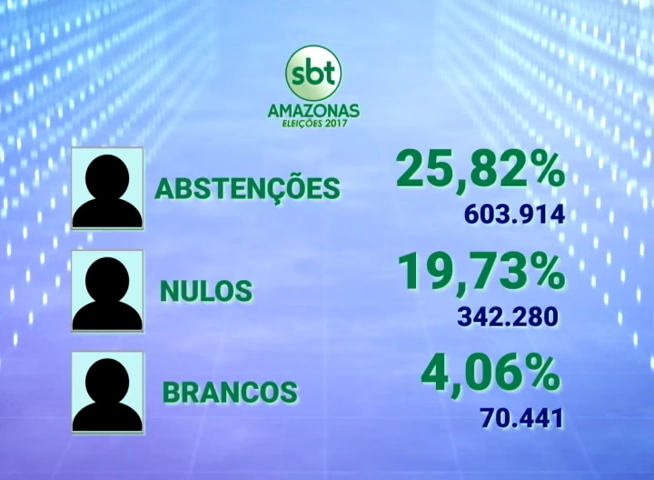 sbt
AMAZONAS
ELEIÇÕES 2017
ABSTENÇÕES
25,82%
603.914
NULOS
19,73%
342.280
BRANCOS
4,06%
70.441